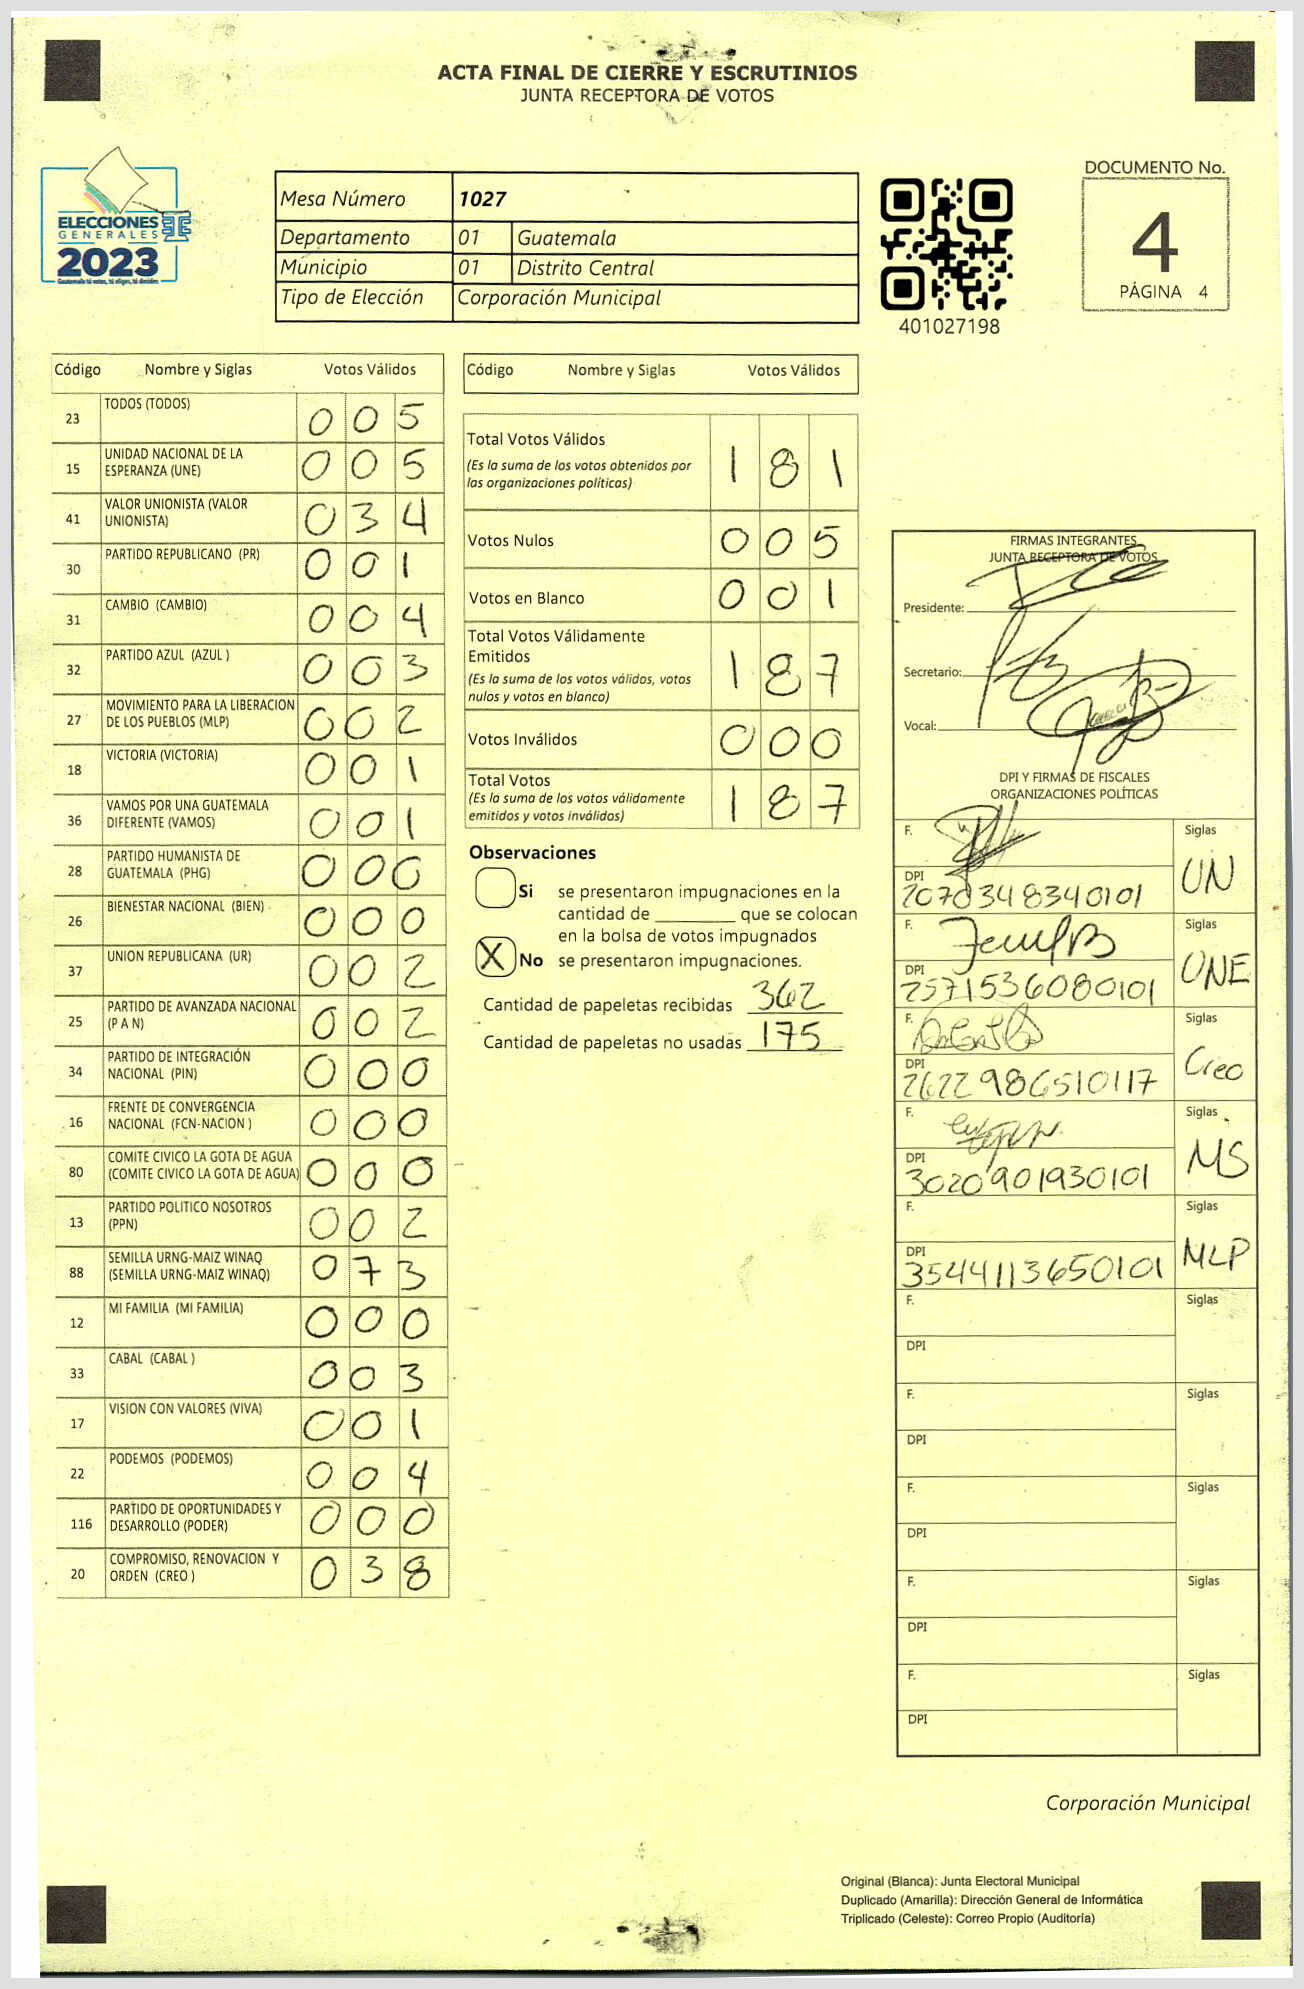 ACTA FINAL DE CIERRE Y ESCRUTINIOS
JUNTA RECEPTORA DE VOTOS
ELECCIONES
GENERALES
2023
Guatemala tú votas, tú eliges, tú decides
Mesa Número 1027
Departamento 01 Guatemala
Municipio 01 Distrito Central
Tipo de Elección Corporación Municipal
401027198
DOCUMENTO No.
4
PÁGINA 4
Código Nombre y Siglas Votos Válidos
23 TODOS (TODOS) 0 0 5
15 UNIDAD NACIONAL DE LA
ESPERANZA (UNE) 0 0 5
41 VALOR UNIONISTA (VALOR
UNIONISTA) 0 3 4
30 PARTIDO REPUBLICANO (PR) 0 0 1
31 CAMBIO (CAMBIO) 0 0 4
32 PARTIDO AZUL (AZUL ) 0 0 3
27 MOVIMIENTO PARA LA LIBERACION
DE LOS PUEBLOS (MLP) 0 0 2
18 VICTORIA (VICTORIA) 0 0 1
36 VAMOS POR UNA GUATEMALA
DIFERENTE (VAMOS) 0 0 1
28 PARTIDO HUMANISTA DE
GUATEMALA (PHG) 0 0 0
26 BIENESTAR NACIONAL (BIEN) 0 0 0
37 UNION REPUBLICANA (UR) 0 0 2
25 PARTIDO DE AVANZADA NACIONAL
(P A N) 0 0 2
34 PARTIDO DE INTEGRACIÓN
NACIONAL (PIN) 0 0 0
16 FRENTE DE CONVERGENCIA
NACIONAL (FCN-NACION ) 0 0 0
80 COMITE CIVICO LA GOTA DE AGUA
(COMITE CIVICO LA GOTA DE AGUA) 0 0 0
13 PARTIDO POLITICO NOSOTROS
(PPN) 0 0 2
88 SEMILLA URNG-MAIZ WINAQ
(SEMILLA URNG-MAIZ WINAQ) 0 7 3
12 MI FAMILIA (MI FAMILIA) 0 0 0
33 CABAL (CABAL ) 0 0 3
17 VISION CON VALORES (VIVA) 0 0 1
22 PODEMOS (PODEMOS) 0 0 4
116 PARTIDO DE OPORTUNIDADES Y
DESARROLLO (PODER) 0 0 0
20 COMPROMISO, RENOVACION Y
ORDEN (CREO ) 0 3 8
Código Nombre y Siglas Votos Válidos
Total Votos Válidos 1 8 1
(Es la suma de los votos obtenidos por
las organizaciones políticas)
Votos Nulos 0 0 5
Votos en Blanco 0 0 1
Total Votos Válidamente
Emitidos 1 8 7
(Es la suma de los votos válidos, votos
nulos y votos en blanco)
Votos Inválidos 0 0 0
Total Votos 1 8 7
(Es la suma de los votos válidamente
emitidos y votos inválidos)
Observaciones
Si se presentaron impugnaciones en la
cantidad de ________ que se colocan
en la bolsa de votos impugnados
X No se presentaron impugnaciones.
Cantidad de papeletas recibidas 362
Cantidad de papeletas no usadas 175
FIRMAS INTEGRANTES
JUNTA RECEPTORA DE VOTOS
Presidente:
Secretario:
Vocal:
DPI Y FIRMAS DE FISCALES
ORGANIZACIONES POLÍTICAS
F. Siglas
DPI UN
2070348340101
F. Siglas
DPI UNE
2571536080101
F. Siglas
DPI Creo
2622986510117
F. Siglas
DPI MS
3020901930101
F. Siglas
DPI MLP
3544113650101
F. Siglas
DPI
F. Siglas
DPI
F. Siglas
DPI
F. Siglas
DPI
F. Siglas
DPI
Corporación Municipal
Original (Blanca): Junta Electoral Municipal
Duplicado (Amarilla): Dirección General de Informática
Triplicado (Celeste): Correo Propio (Auditoría)